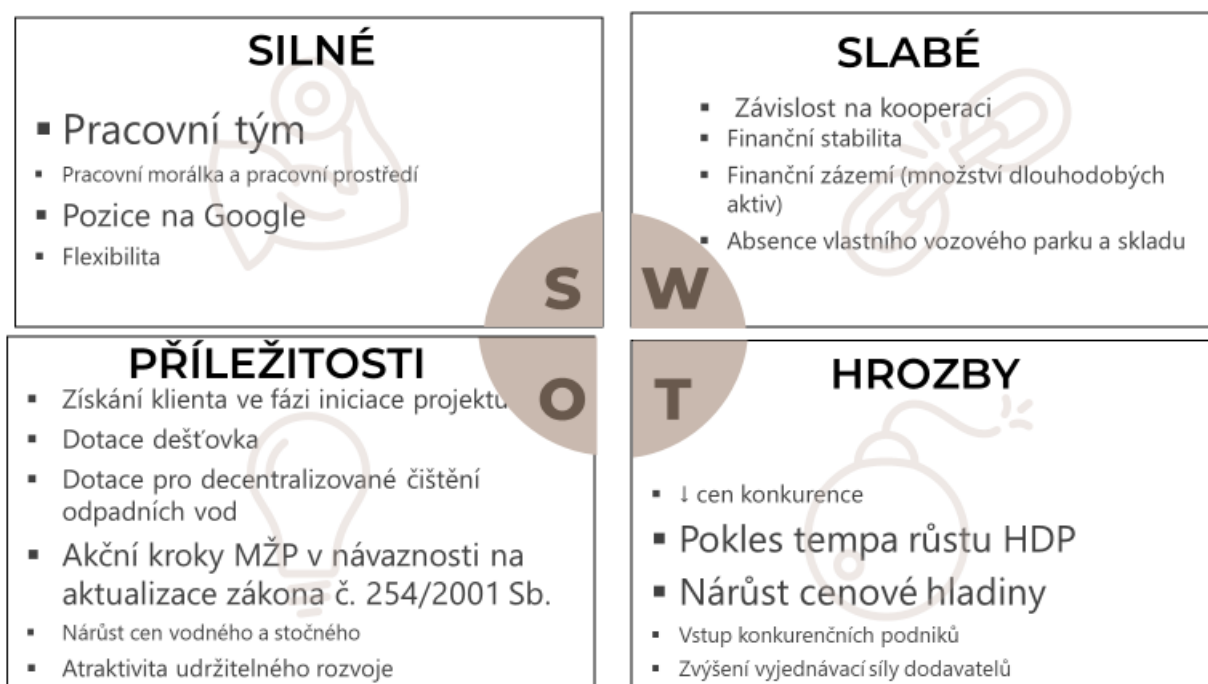 SILNÉ
▪ Pracovní tým
▪ Pracovní morálka a pracovní prostředí
▪ Pozice na Google
▪ Flexibilita
S
SLABÉ
▪ Závislost na kooperaci
▪ Finanční stabilita
▪ Finanční zázemí (množství dlouhodobých
aktiv)
▪ Absence vlastního vozového parku a skladu
W
PŘÍLEŽITOSTI
▪ Získání klienta ve fázi iniciace projektu
▪ Dotace dešťovka
▪ Dotace pro decentralizované čištění
odpadních vod
▪ Akční kroky MŽP v návaznosti na
aktualizace zákona č. 254/2001 Sb.
▪ Nárůst cen vodného a stočného
▪ Atraktivita udržitelného rozvoje
O
HROZBY
▪ ↓ cen konkurence
▪ Pokles tempa růstu HDP
▪ Nárůst cenové hladiny
▪ Vstup konkurenčních podniků
▪ Zvýšení vyjednávací síly dodavatelů
T